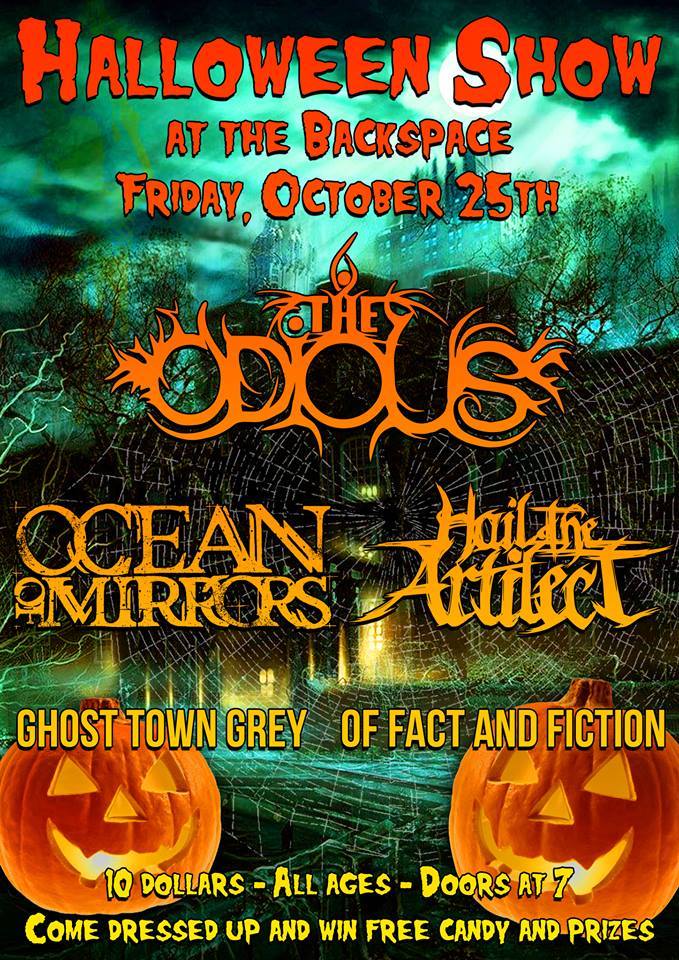 Halloween Show
at the Backspace
Friday, October 25th
The
Odious
Ocean of Mirrors
Hail the Artilect
Ghost Town Grey
Of Fact and Fiction
10 dollars - All ages - Doors at 7
Come dressed up and win free candy and prizes